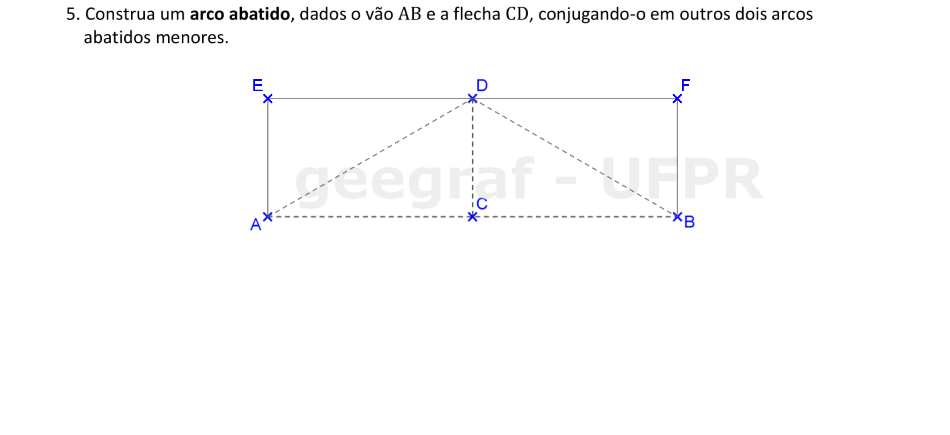 5. Construa um arco abatido, dados o vão AB e a flecha CD, conjugando-o em outros dois arcos
abatidos menores.
E
D
F
geegraf - UFPR
C
A
B